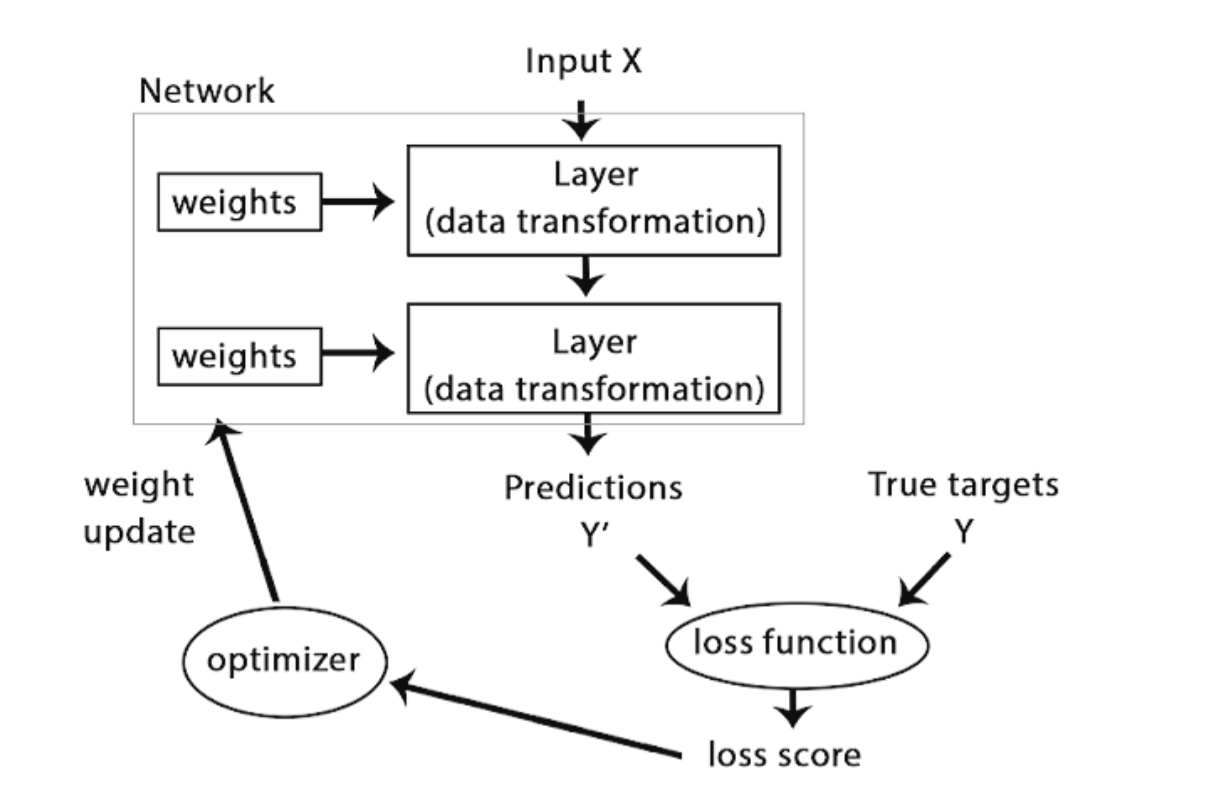 Input X
Network
weights
Layer
(data transformation)
weights
Layer
(data transformation)
weight
update
Predictions
Y’
True targets
Y
loss function
optimizer
loss score